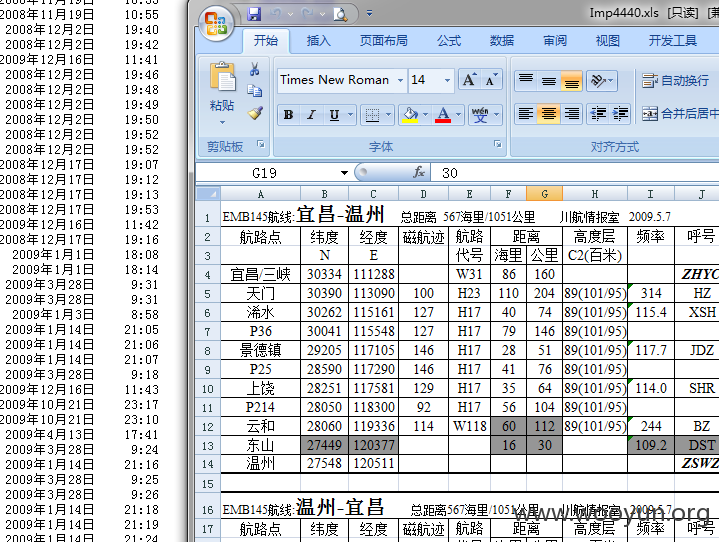 2008年11月19日 10:53
2008年11月19日 10:55
2008年12月2日 19:40
2008年12月2日 19:42
2009年12月16日 11:41
2008年12月2日 19:46
2008年12月2日 19:48
2008年12月2日 19:49
2008年12月2日 19:50
2008年12月2日 19:52
2008年12月2日 19:52
2008年12月17日 19:07
2008年12月17日 19:12
2008年12月17日 19:13
2008年12月17日 19:53
2009年12月16日 11:42
2008年12月17日 19:16
2009年1月1日 18:08
2009年1月1日 18:14
2009年3月28日 9:31
2009年3月28日 9:31
2009年1月3日 8:58
2009年1月14日 21:05
2009年1月14日 21:06
2009年1月14日 21:07
2009年3月28日 9:18
2009年12月16日 11:43
2009年10月21日 23:17
2009年10月21日 23:10
2009年4月13日 17:41
2009年3月28日 9:24
2009年1月14日 21:16
2009年3月28日 9:25
2009年3月28日 9:26
2009年1月14日 21:18
2009年1月14日 21:19
2009年1月14日 21:24
Imp4440.xls [只读]
开始 插入 页面布局 公式 数据 审阅 视图 开发工具
Times New Roman 14 A A 自动换行
粘贴 B I U A wén 文 合并后居中
剪贴板 字体 对齐方式
G19 fx 30
A B C D E F G H I J
1 EMB145航线:宜昌-温州 总距离 567海里/1051公里 川航情报室 2009.5.7
2 航路点 纬度 经度 磁航迹 航路 距离 高度层 频率 呼号
3 N E 代号 海里 公里 C2(百米)
4 宜昌/三峡 30334 111288 W31 86 160 ZHYC
5 天门 30390 113090 100 H23 110 204 89(101/95) 314 HZ
6 浠水 30262 115161 127 H17 40 74 89(101/95) 115.4 XSH
7 P36 30041 115548 127 H17 79 146 89(101/95)
8 景德镇 29205 117105 146 H17 28 51 89(101/95) 117.7 JDZ
9 P25 28590 117290 146 H17 41 76 89(101/95)
10 上饶 28251 117581 129 H17 35 64 89(101/95) 114.0 SHR
11 P214 28050 118300 92 H17 56 104 89(101/95)
12 云和 28060 119336 114 W118 60 112 89(101/95) 244 BZ
13 东山 27449 120377 16 30 109.2 DST
14 温州 27548 120511 ZSWZ
15
16 EMB145航线:温州-宜昌 总距离567海里/1051公里 川航情报室 2009.5.7
17 航路点 纬度 经度 磁航迹 航路 距离 高度层 频率 呼号
www.wooyun.org